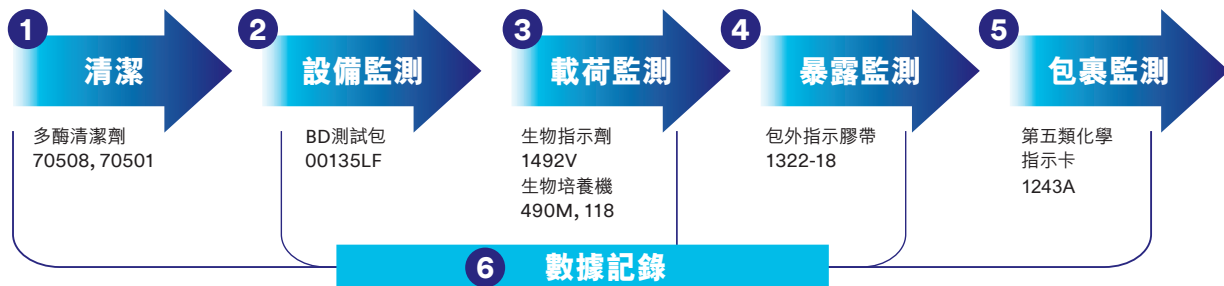 1
清潔
多酶清潔劑
70508, 70501
2
設備監測
BD測試包
00135LF
3
載荷監測
生物指示劑
1492V
生物培養機
490M, 118
4
暴露監測
包外指示膠帶
1322-18
5
包裹監測
第五類化學
指示卡
1243A
6
數據記錄